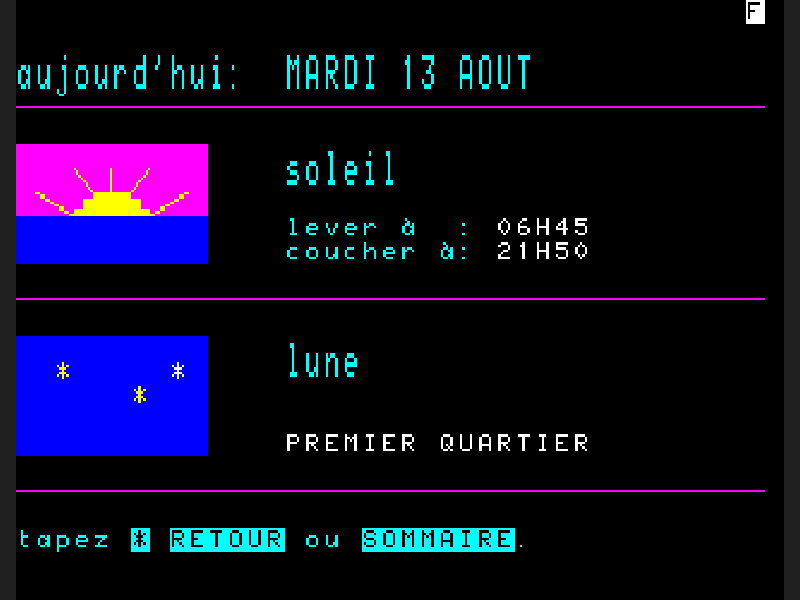 F
aujourd'hui: MARDI 13 AOUT
soleil
lever à : 06H45
coucher à: 21H50
lune
PREMIER QUARTIER
tapez * RETOUR ou SOMMAIRE.